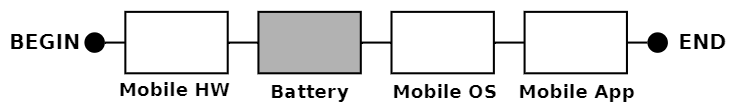 BEGIN
END
Mobile HW
Battery
Mobile OS
Mobile App